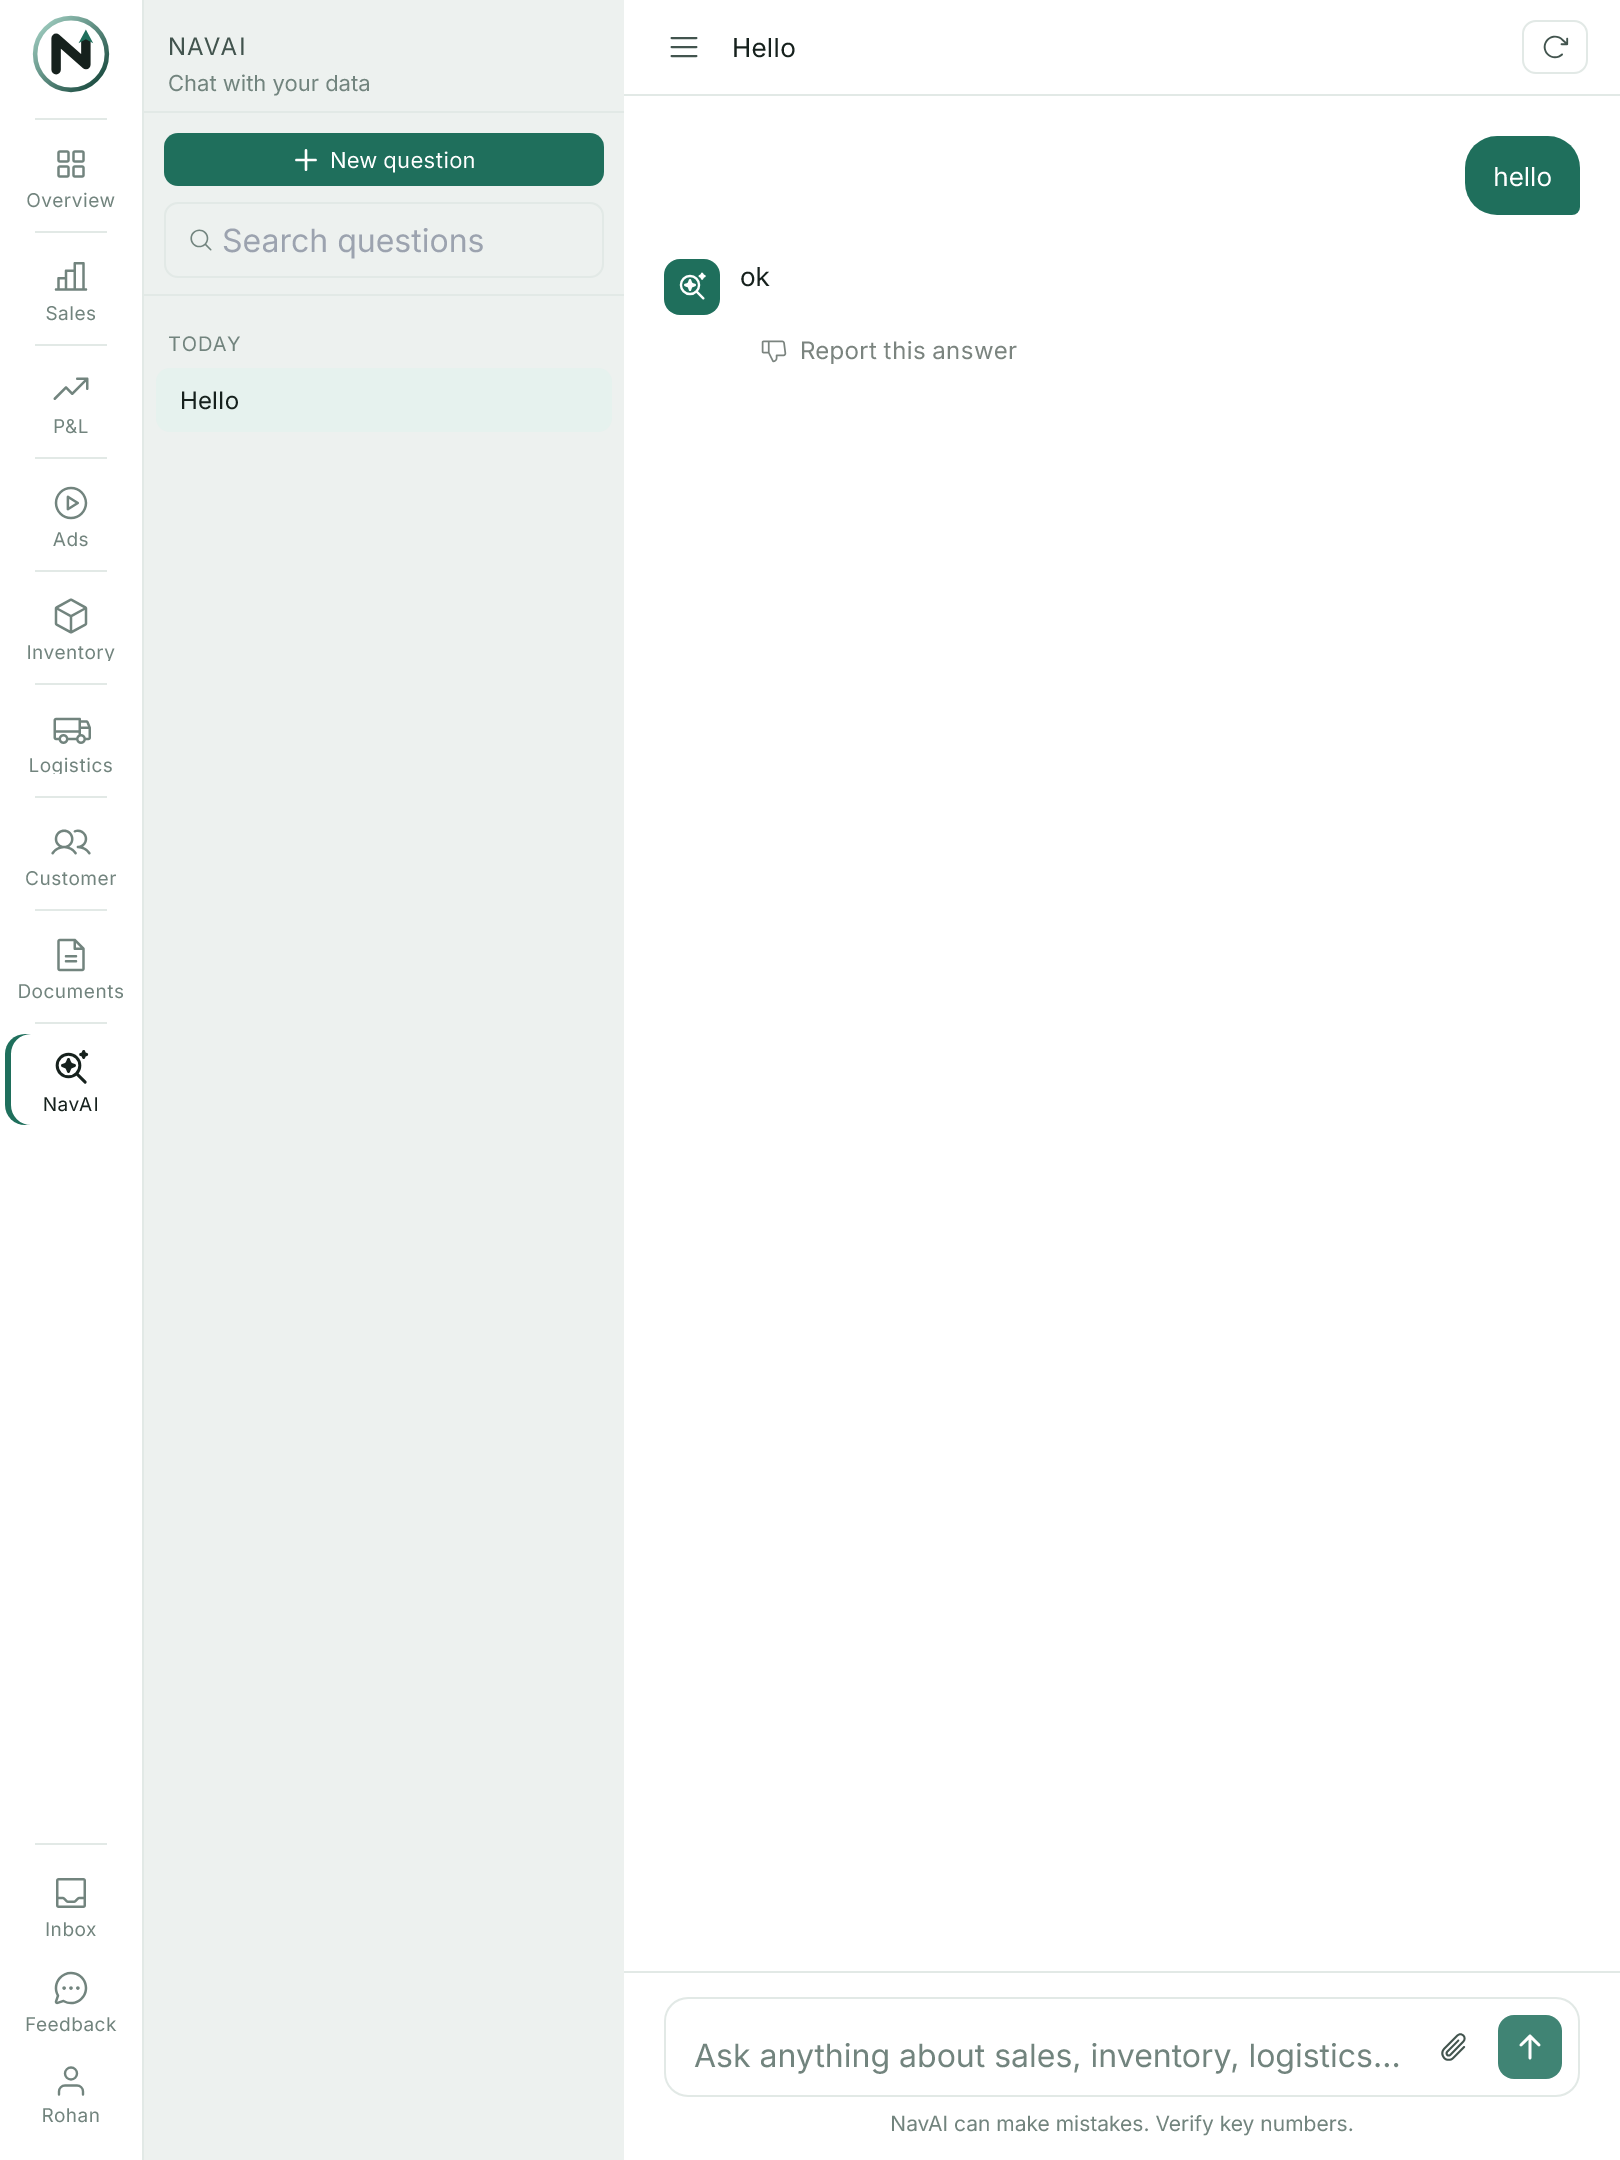 N
Overview
Sales
P&L
Ads
Inventory
Logistics
Customer
Documents
NavAI
Inbox
Feedback
Rohan
NAVAI
Chat with your data
New question
Search questions
TODAY
Hello
Hello
hello
ok
Report this answer
Ask anything about sales, inventory, logistics...
NavAI can make mistakes. Verify key numbers.